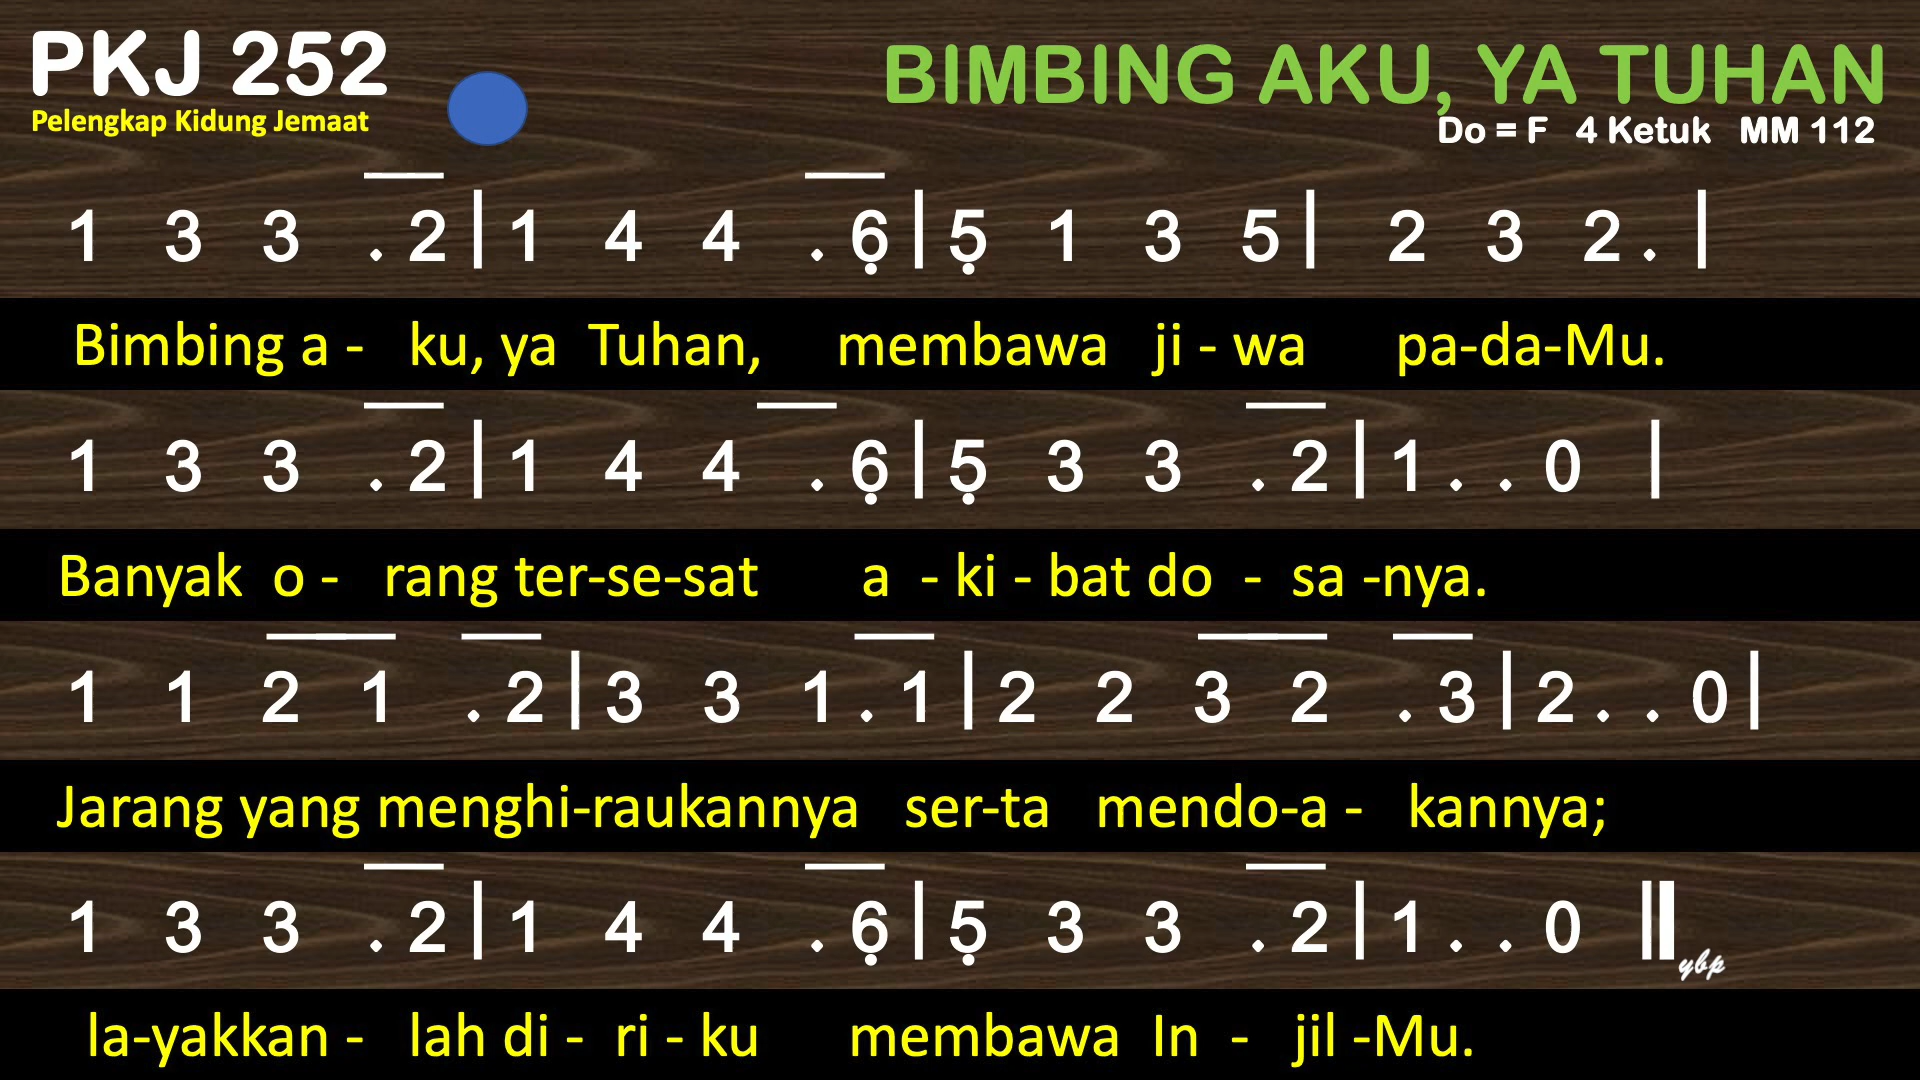 PKJ 252
Pelengkap Kidung Jemaat
BIMBING AKU, YA TUHAN
Do = F 4 Ketuk MM 112
1 3 3 . 2 | 1 4 4 . 6̣ | 5̣ 1 3 5 | 2 3 2 . |
Bimbing a - ku, ya Tuhan, membawa ji - wa pa-da-Mu.
1 3 3 . 2 | 1 4 4 . 6̣ | 5̣ 3 3 . 2 | 1 . . 0 |
Banyak o - rang ter-se-sat a - ki - bat do - sa -nya.
1 1 2 1 . 2 | 3 3 1 . 1 | 2 2 3 2 . 3 | 2 . . 0 |
Jarang yang menghi-raukannya ser-ta mendo-a - kannya;
1 3 3 . 2 | 1 4 4 . 6̣ | 5̣ 3 3 . 2 | 1 . . 0 ||
ybp
la-yakkan - lah di - ri - ku membawa In - jil -Mu.